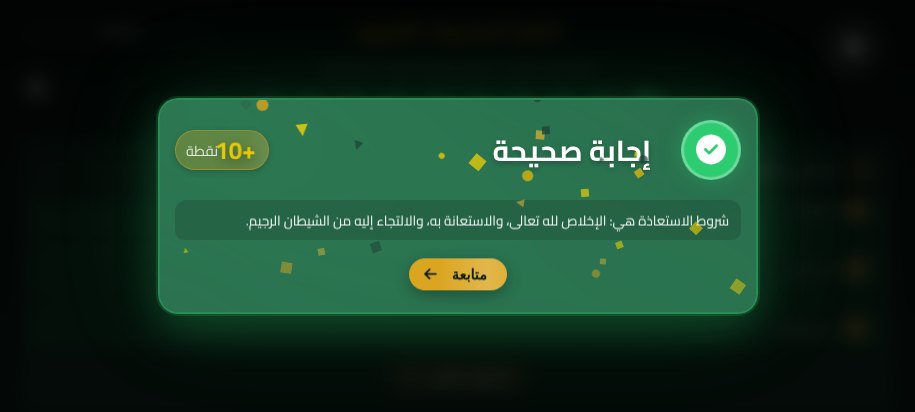 إجابة صحيحة
+10 نقطة
شروط الاستعاذة هي: الإخلاص لله تعالى، والاستعانة به، والالتجاء إليه من الشيطان الرجيم.
متابعة